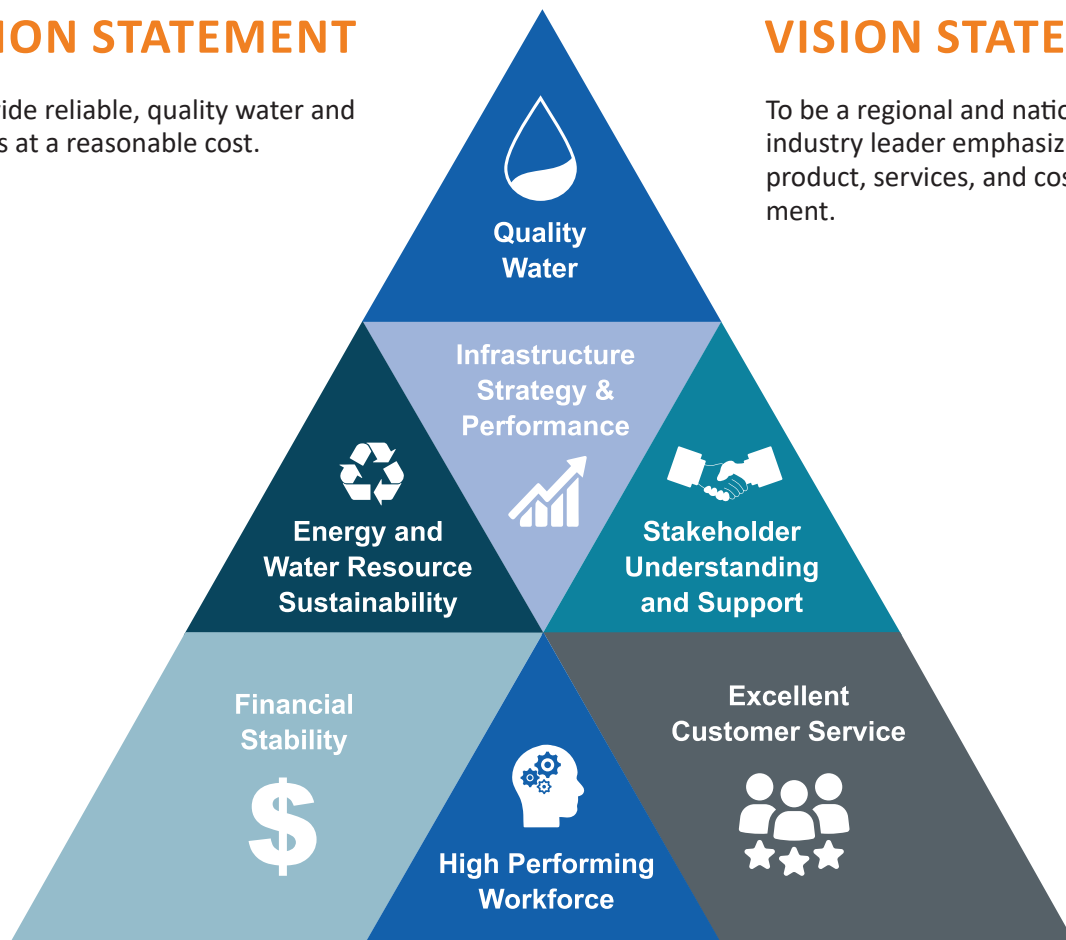 ION STATEMENT
ide reliable, quality water and
s at a reasonable cost.
VISION STATE
To be a regional and natio
industry leader emphasiz
product, services, and cos
ment.
Quality
Water
Infrastructure
Strategy &
Performance
Energy and
Water Resource
Sustainability
Stakeholder
Understanding
and Support
Financial
Stability
$
High Performing
Workforce
Excellent
Customer Service